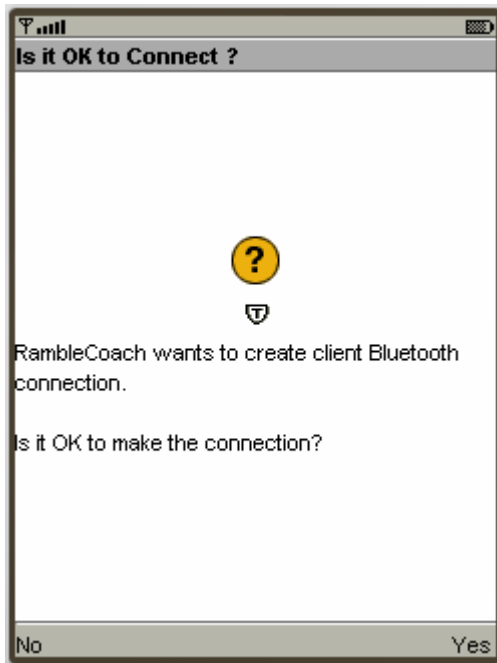 Is it OK to Connect ?
?
T
RambleCoach wants to create client Bluetooth
connection.
Is it OK to make the connection?
No Yes